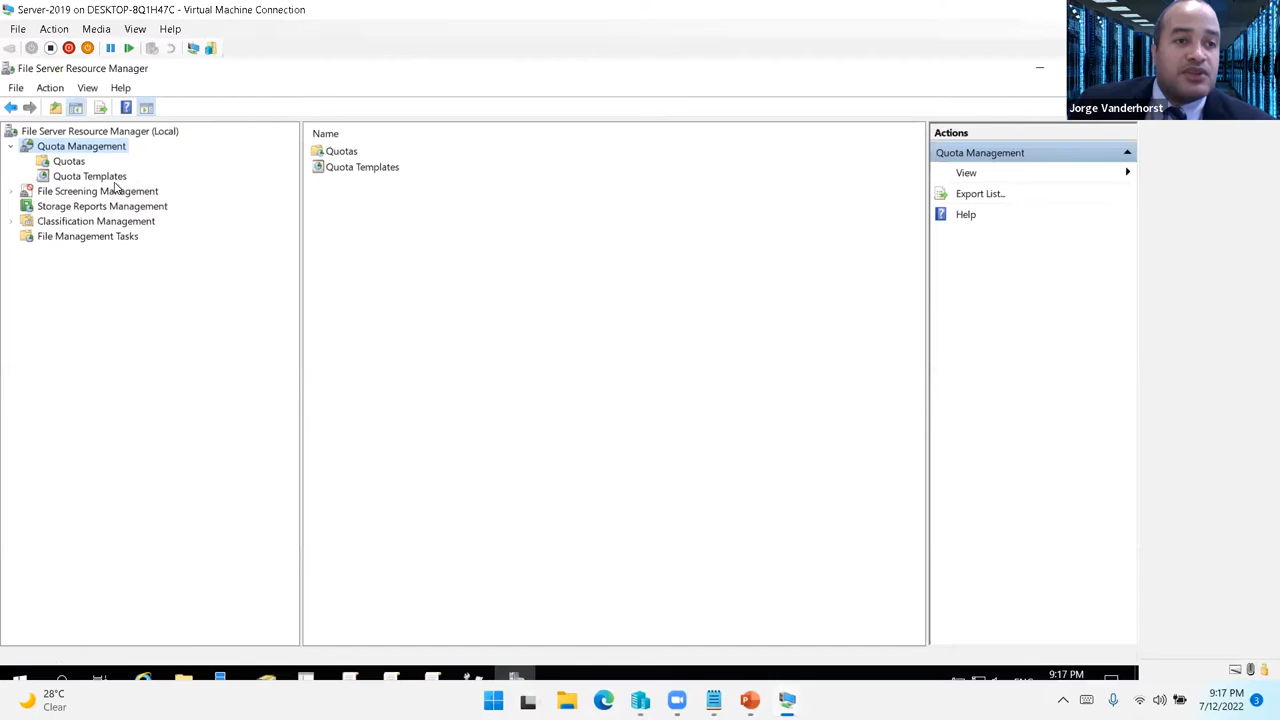 Server-2019 on DESKTOP-8Q1H47C - Virtual Machine Connection
File Action Media View Help
File Server Resource Manager
Jorge Vanderhorst
File Action View Help
File Server Resource Manager (Local)
Quota Management
Quotas
Quota Templates
File Screening Management
Storage Reports Management
Classification Management
File Management Tasks
Name
Quotas
Quota Templates
Actions
Quota Management
View
Export List...
Help
9:17 PM
28°C
Clear
9:17 PM
7/12/2022
3